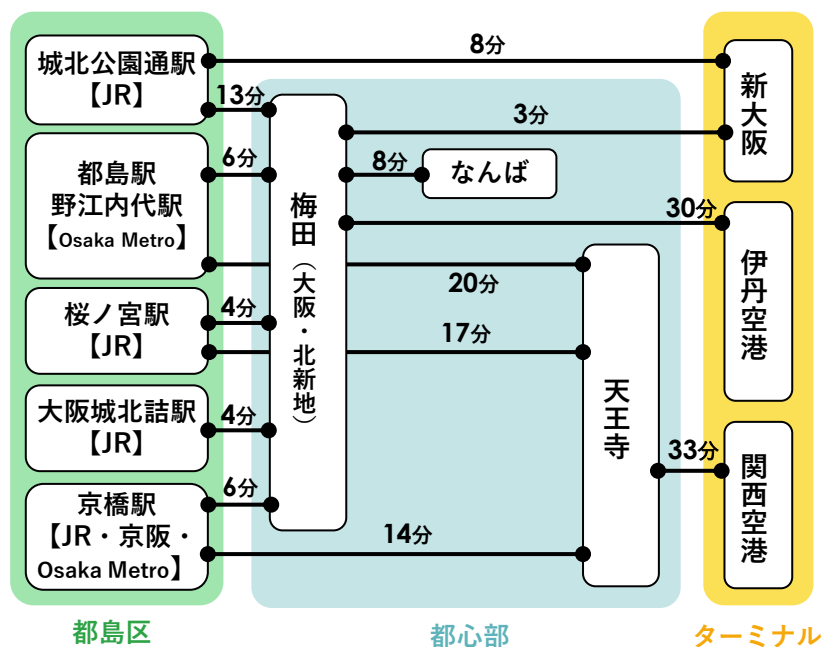 城北公園通駅
【JR】
都島駅
野江内代駅
【Osaka Metro】
桜ノ宮駅
【JR】
大阪城北詰駅
【JR】
京橋駅
【JR・京阪・
Osaka Metro】
都島区
8分
13分
6分
4分
4分
6分
梅田（大阪・北新地）
3分
8分
なんば
30分
20分
17分
14分
天王寺
33分
都心部
新大阪
伊丹空港
関西空港
ターミナル